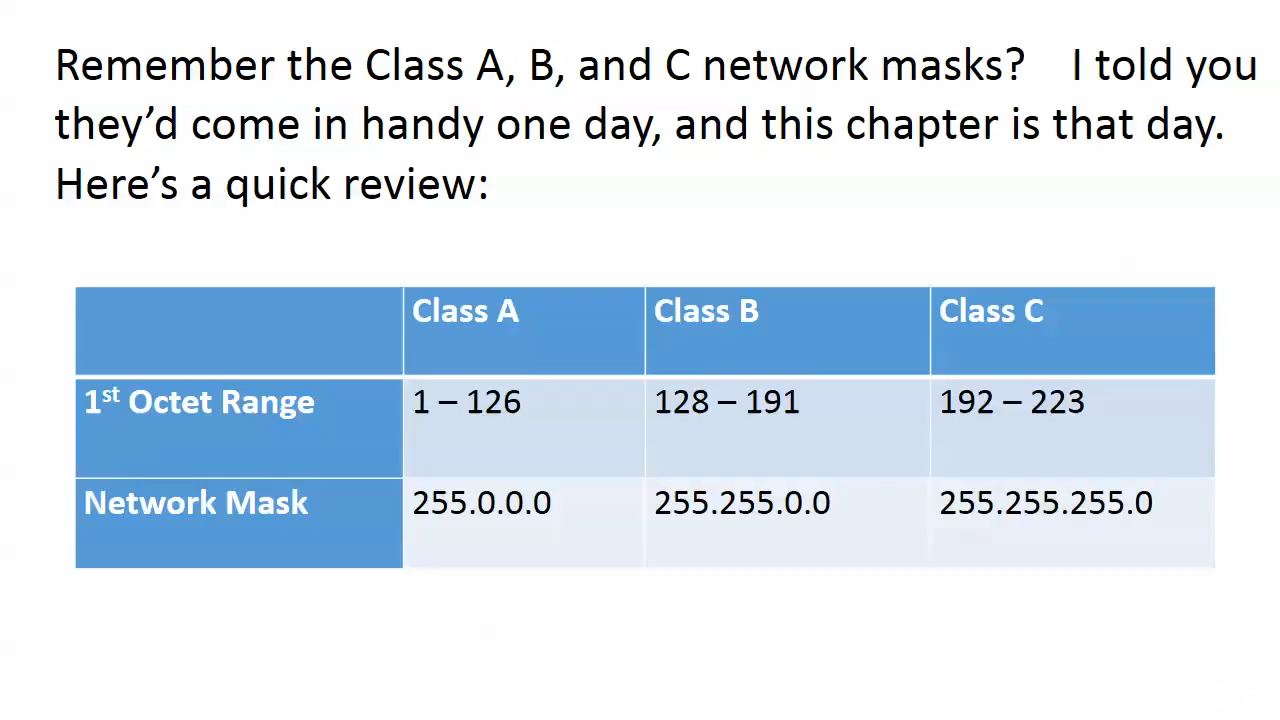 Remember the Class A, B, and C network masks? I told you
they’d come in handy one day, and this chapter is that day.
Here’s a quick review:
Class A Class B Class C
1st Octet Range 1 – 126 128 – 191 192 – 223
Network Mask 255.0.0.0 255.255.0.0 255.255.255.0